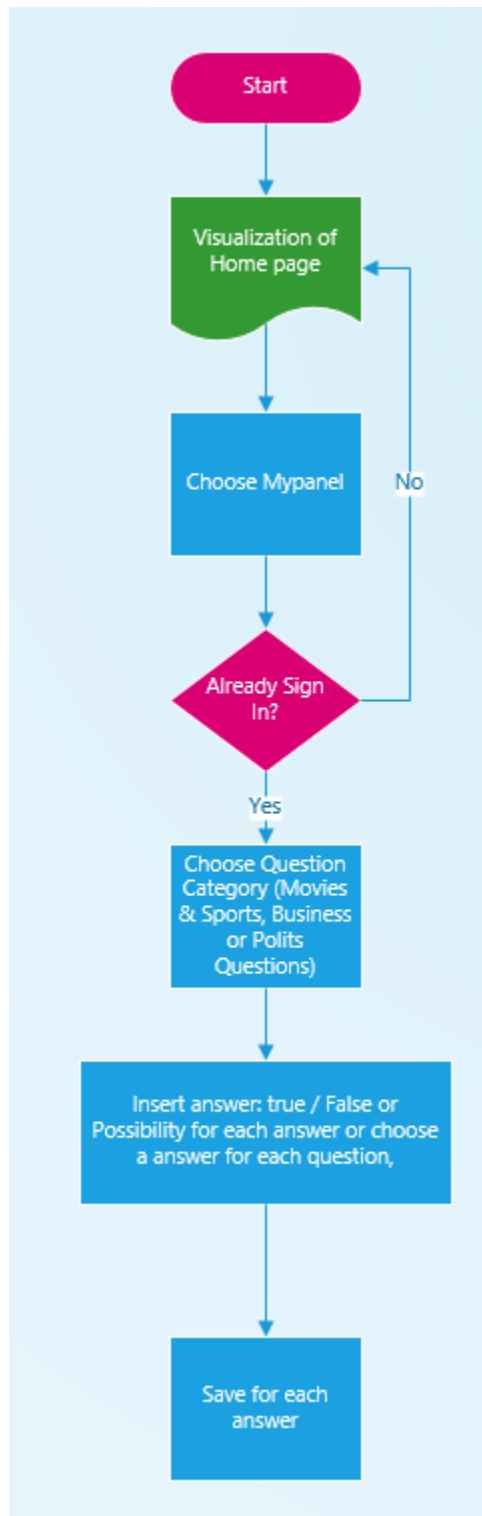 Start
Visualization of
Home page
Choose Mypanel
No
Already Sign
In?
Yes
Choose Question
Category (Movies
& Sports, Business
or Polits
Questions)
Insert answer: true / False or
Possibility for each answer or choose
a answer for each question,
Save for each
answer